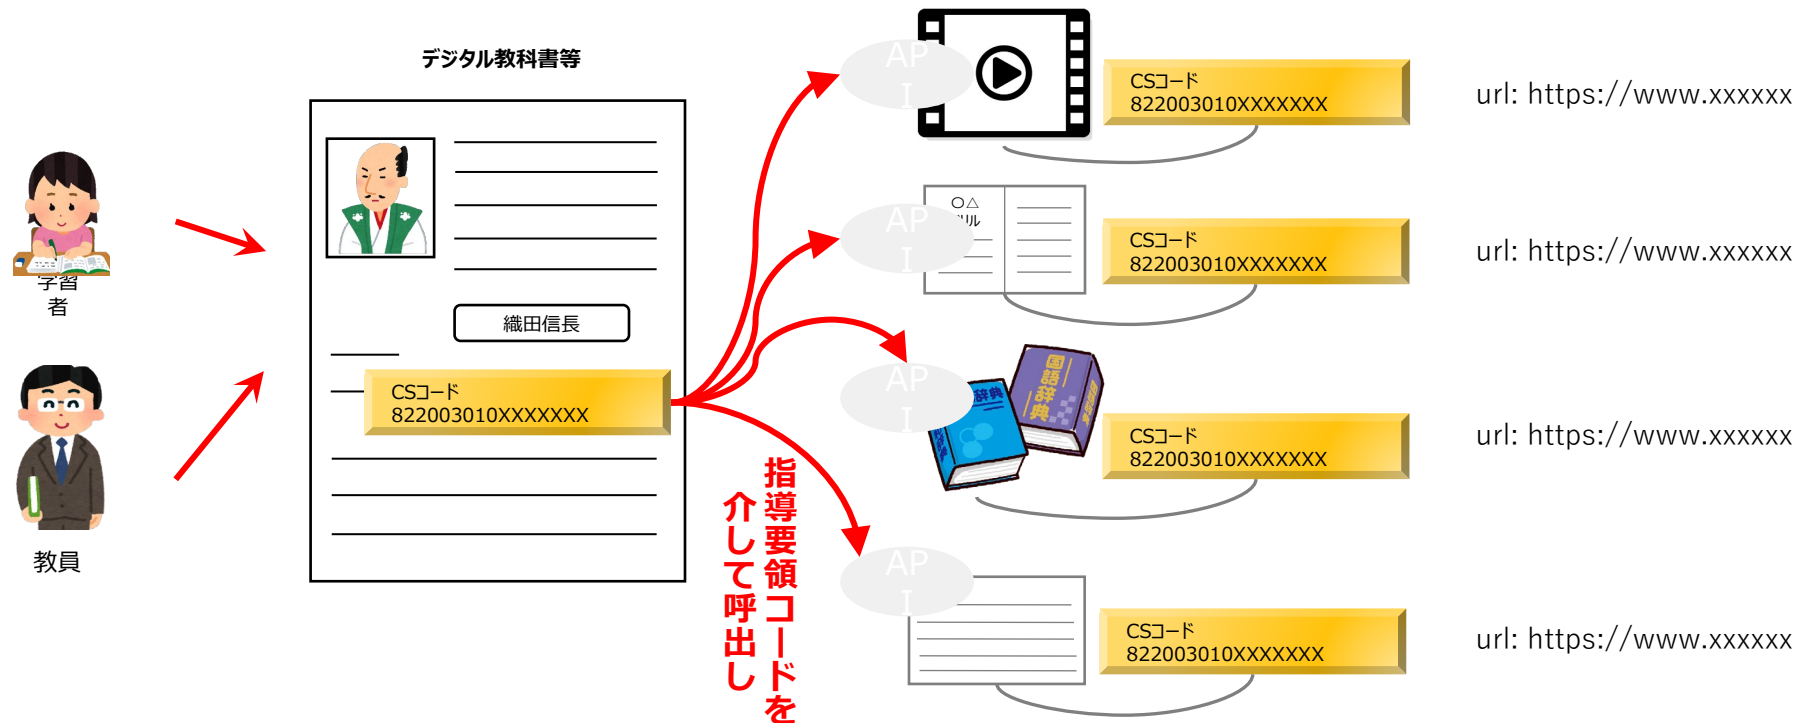 デジタル教科書等
学習
者
教員
織田信長
CSコード
822003010XXXXXXX
指導要領コードを
介して呼出し
AP
I
CSコード
822003010XXXXXXX
url: https://www.xxxxxx
AP
I
〇△
リル
CSコード
822003010XXXXXXX
url: https://www.xxxxxx
AP
I
国語辞典
辞典
CSコード
822003010XXXXXXX
url: https://www.xxxxxx
AP
I
CSコード
822003010XXXXXXX
url: https://www.xxxxxx